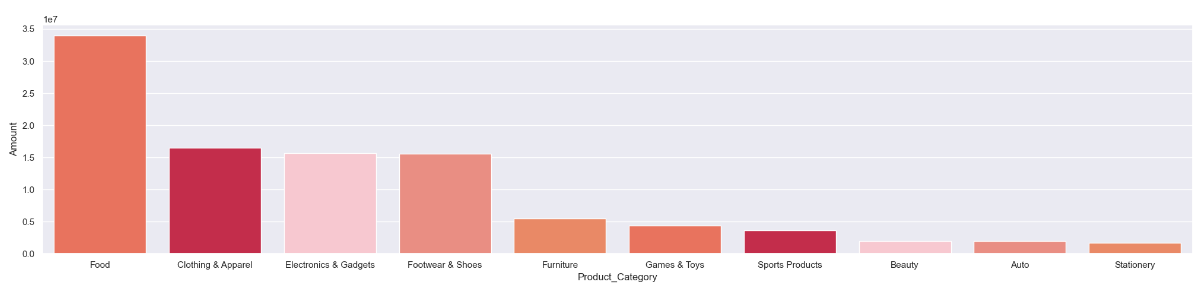 1e7
3.5
3.0
2.5
2.0
1.5
1.0
0.5
0.0
Amount
Food Clothing & Apparel Electronics & Gadgets Footwear & Shoes Furniture Games & Toys Sports Products Beauty Auto Stationery
Product_Category